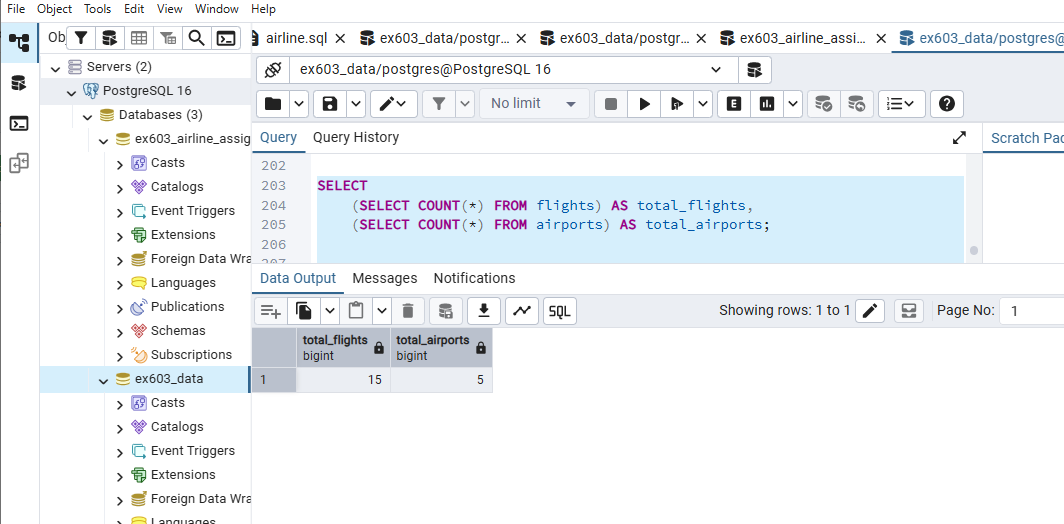 File Object Tools Edit View Window Help
Ob airline.sql ex603_data/postgr... ex603_data/postgr... ex603_airline_assi... ex603_data/postgres@
Servers (2)
PostgreSQL 16
Databases (3)
ex603_airline_assig
Casts
Catalogs
Event Triggers
Extensions
Foreign Data Wra
Languages
Publications
Schemas
Subscriptions
ex603_data
Casts
Catalogs
Event Triggers
Extensions
Foreign Data Wra
Languages
ex603_data/postgres@PostgreSQL 16
No limit E
Query Query History Scratch Pad
202
203 SELECT
204 (SELECT COUNT(*) FROM flights) AS total_flights,
205 (SELECT COUNT(*) FROM airports) AS total_airports;
206
207
Data Output Messages Notifications
SQL Showing rows: 1 to 1 Page No: 1
total_flights total_airports
bigint bigint
1 15 5